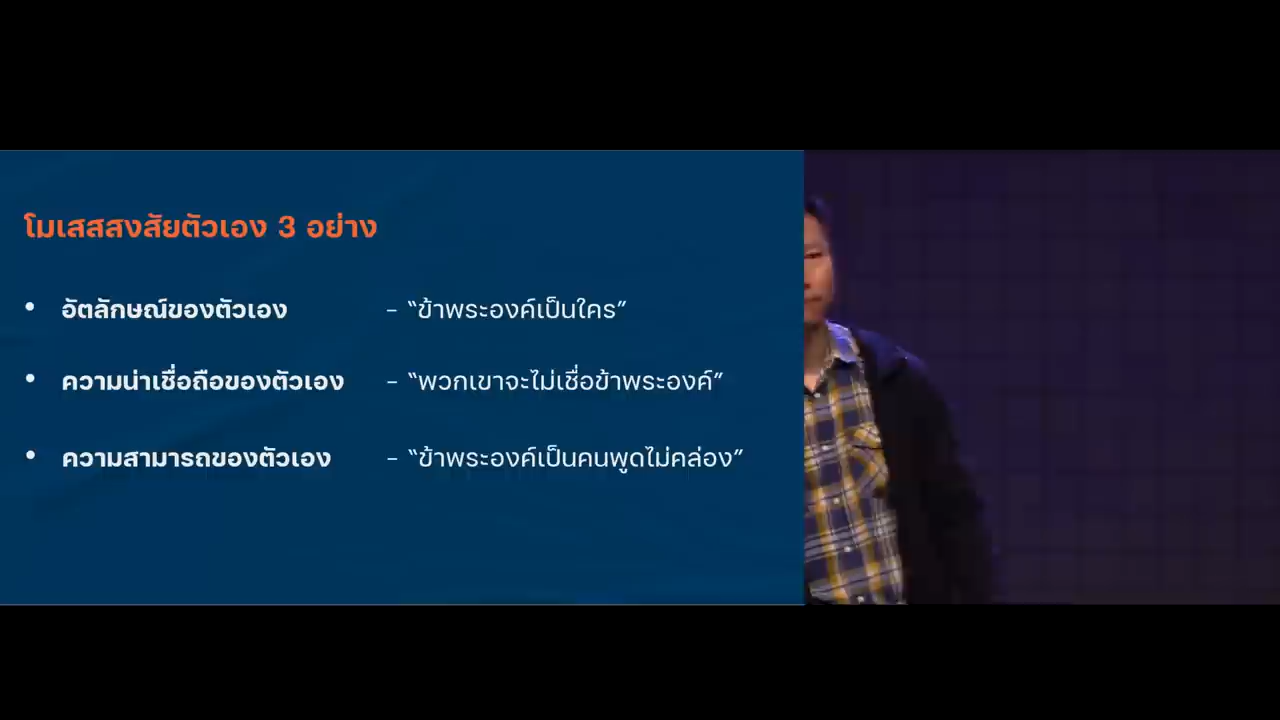 โมเสสสงสัยตัวเอง 3 อย่าง
• อัตลักษณ์ของตัวเอง – “ข้าพระองค์เป็นใคร”
• ความน่าเชื่อถือของตัวเอง – “พวกเขาจะไม่เชื่อข้าพระองค์”
• ความสามารถของตัวเอง – “ข้าพระองค์เป็นคนพูดไม่คล่อง”